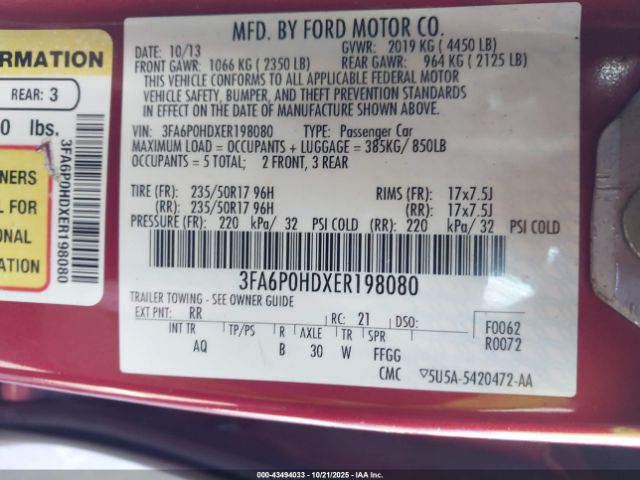 ORMATION
REAR: 3
0 lbs.
3FA6P0HDXER198080
NERS
L FOR
ONAL
ATION
MFD. BY FORD MOTOR CO.
DATE: 10/13 GVWR: 2019 KG ( 4450 LB)
FRONT GAWR: 1066 KG ( 2350 LB) REAR GAWR: 964 KG ( 2125 LB)
THIS VEHICLE CONFORMS TO ALL APPLICABLE FEDERAL MOTOR
VEHICLE SAFETY, BUMPER, AND THEFT PREVENTION STANDARDS
IN EFFECT ON THE DATE OF MANUFACTURE SHOWN ABOVE.
VIN: 3FA6P0HDXER198080 TYPE: Passenger Car
MAXIMUM LOAD = OCCUPANTS + LUGGAGE = 385KG/ 850LB
OCCUPANTS = 5 TOTAL; 2 FRONT, 3 REAR
TIRE (FR): 235/50R17 96H RIMS (FR): 17x7.5J
(RR): 235/50R17 96H (RR): 17x7.5J
PRESSURE (FR): 220 kPa/ 32 PSI COLD (RR): 220 kPa/ 32 PSI COLD
3FA6P0HDXER198080
TRAILER TOWING - SEE OWNER GUIDE
EXT PNT: RR RC: 21 DSO: F0062
INT TR TP/PS R AXLE TR SPR R0072
AQ B 30 W FFGG
CMC ▽5U5A-5420472-AA
000-43494033 - 10/21/2025 - COPYRIGHT IAA, LLC.